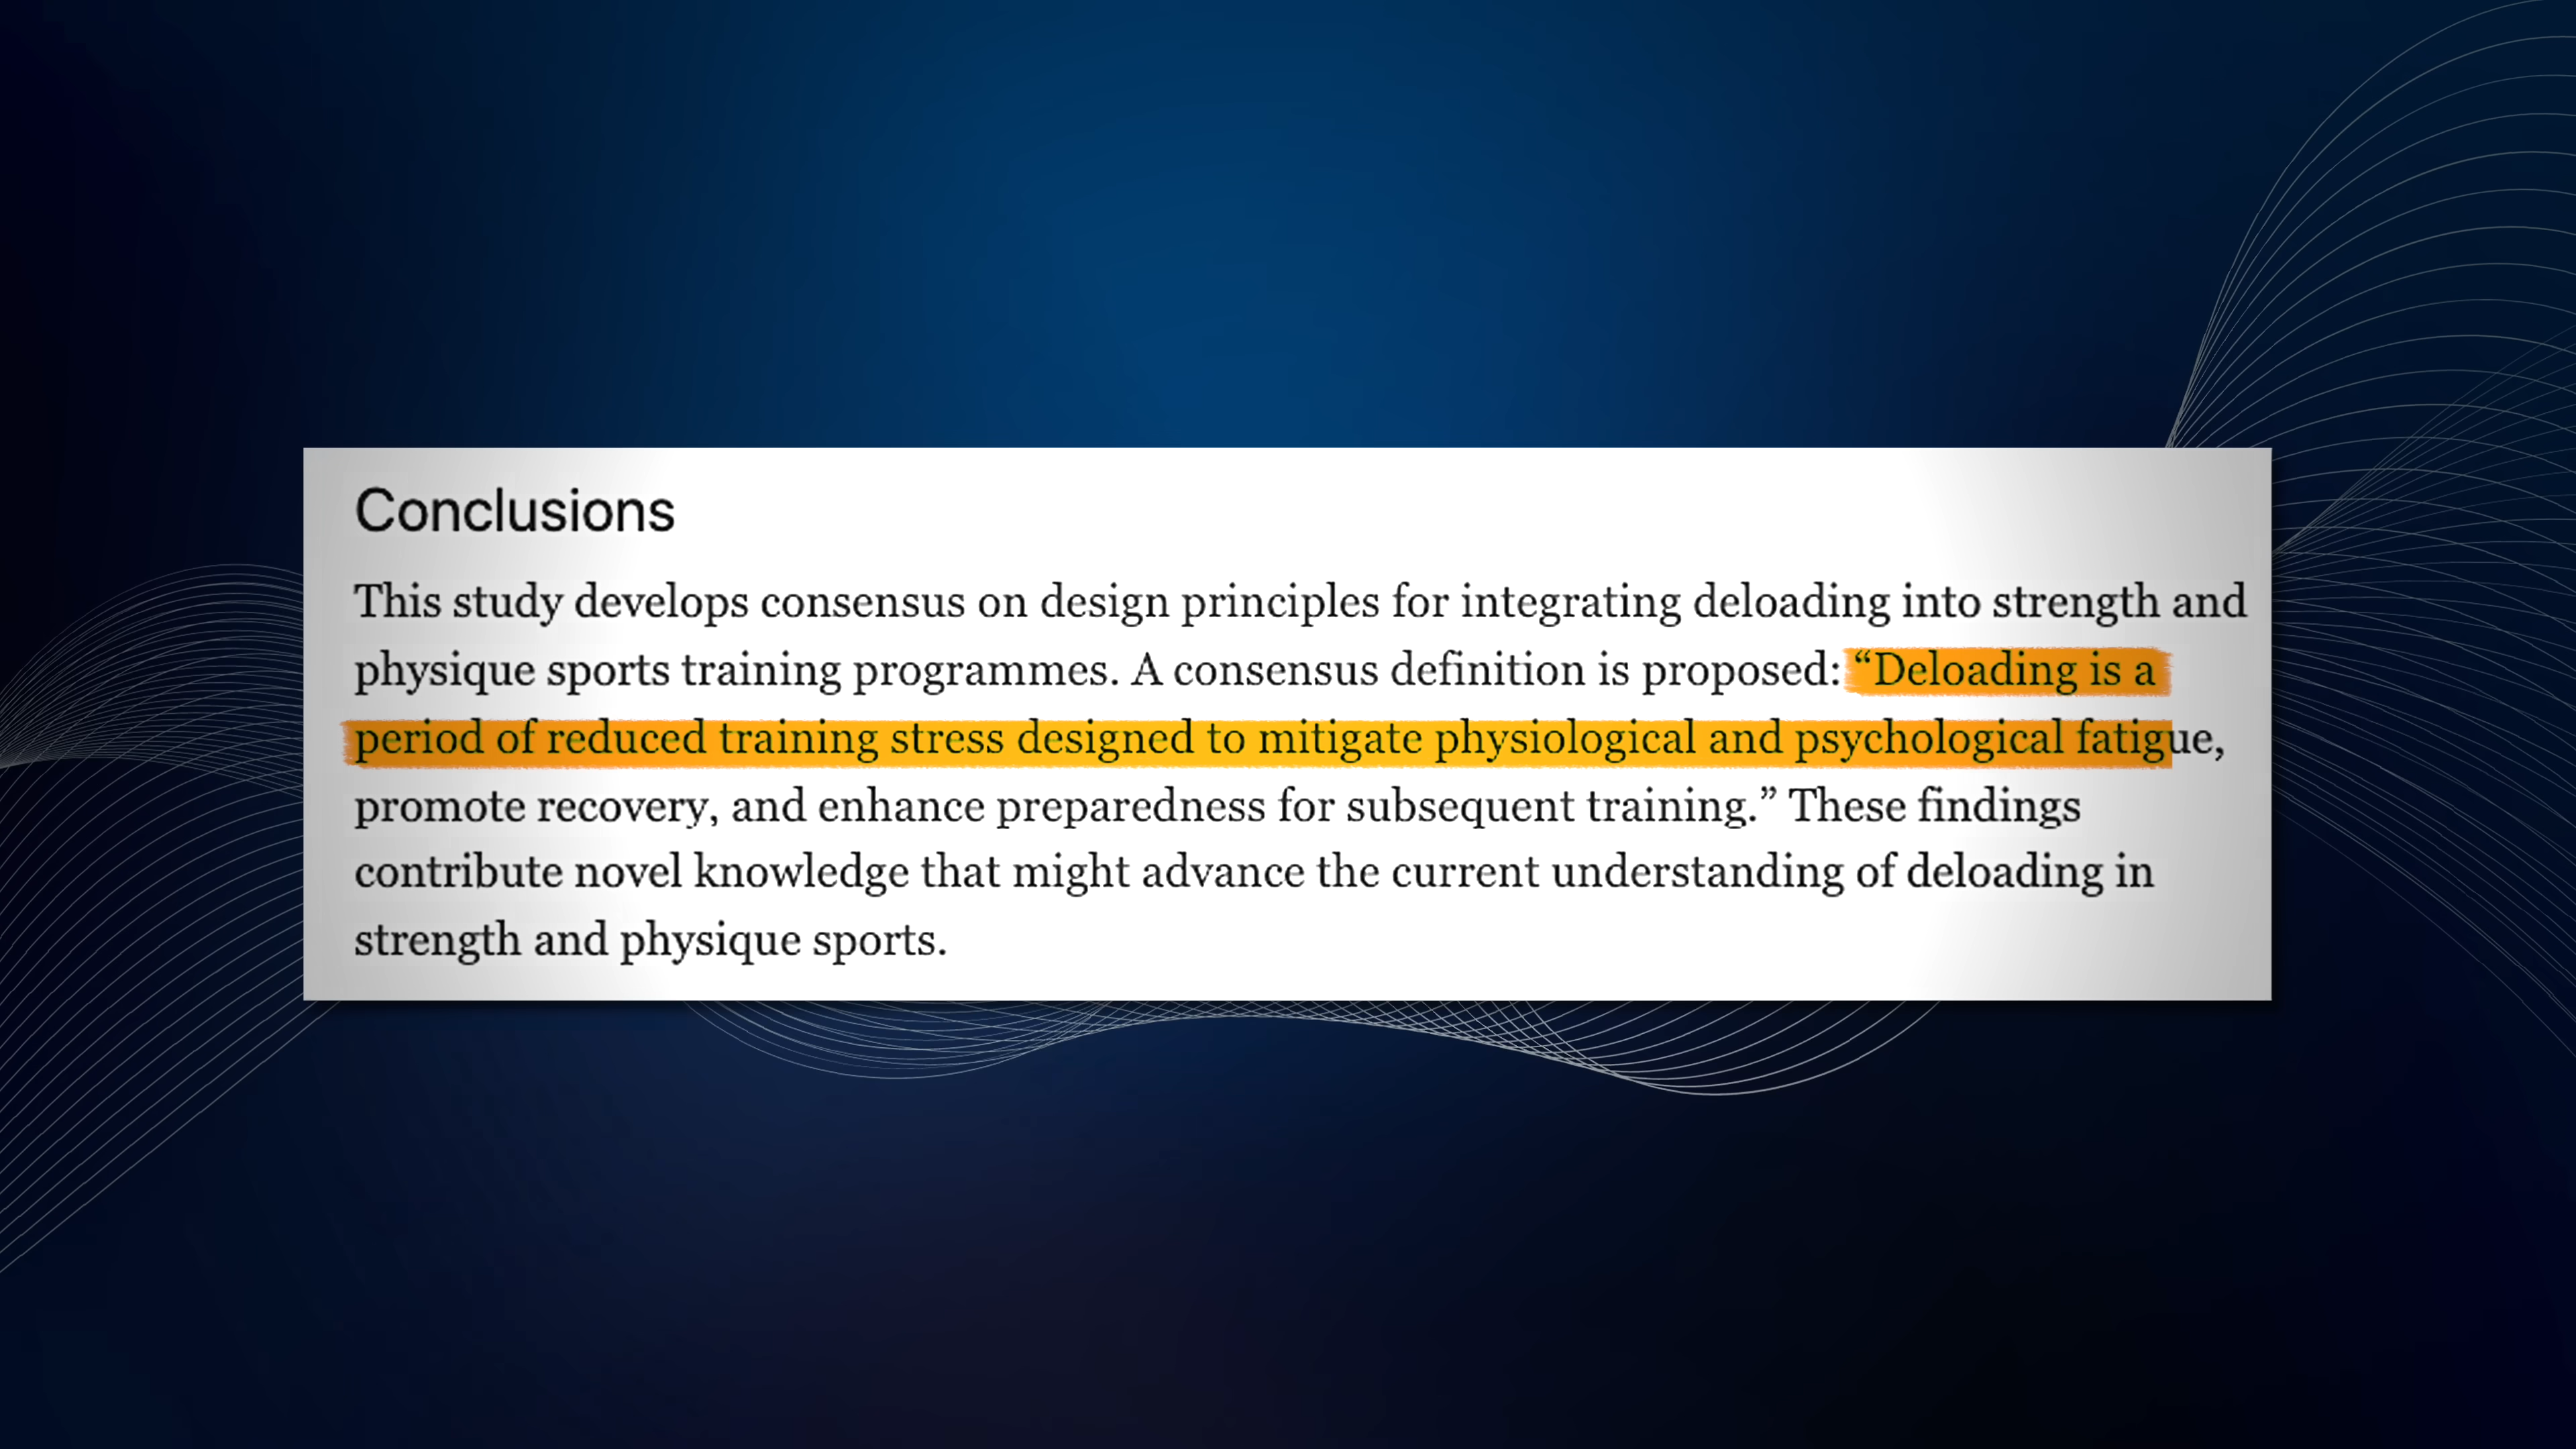 Conclusions
This study develops consensus on design principles for integrating deloading into strength and
physique sports training programmes. A consensus definition is proposed: “Deloading is a
period of reduced training stress designed to mitigate physiological and psychological fatigue,
promote recovery, and enhance preparedness for subsequent training.” These findings
contribute novel knowledge that might advance the current understanding of deloading in
strength and physique sports.